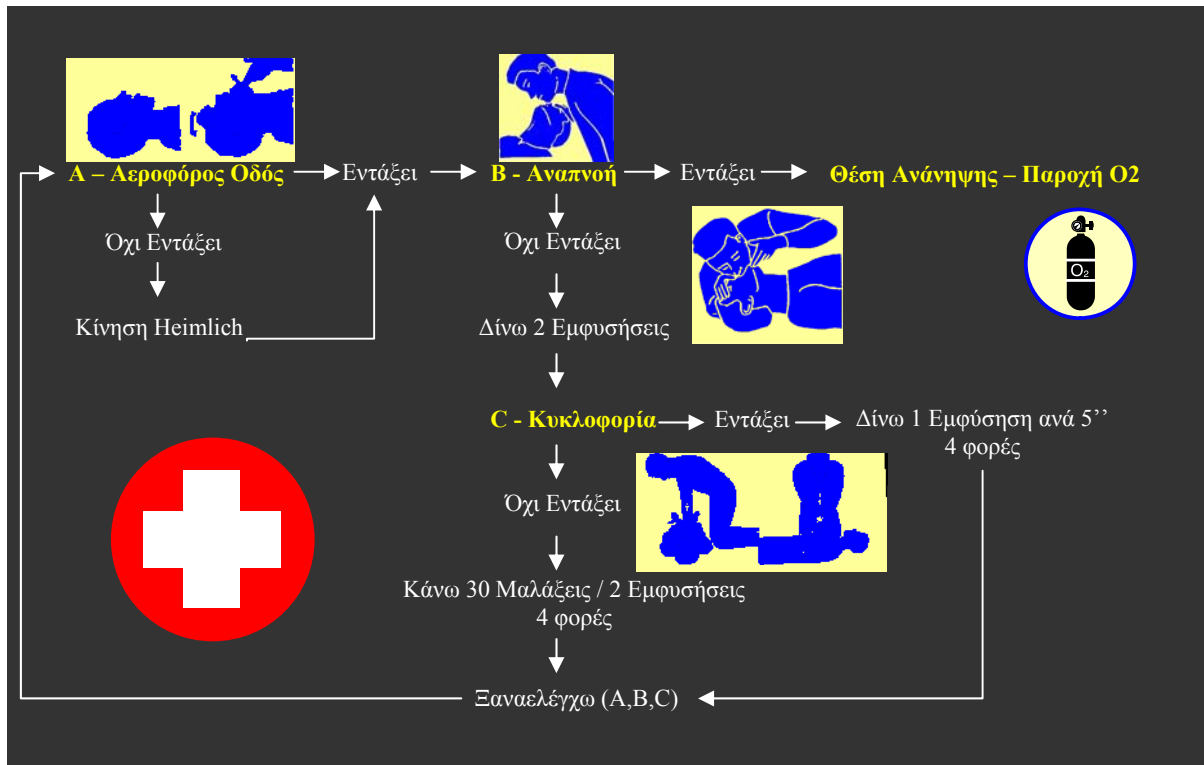 Α – Αεροφόρος Οδός
Εντάξει
Β - Αναπνοή
Εντάξει
Θέση Ανάνηψης – Παροχή Ο2
Όχι Εντάξει
Όχι Εντάξει
O₂
Κίνηση Heimlich
Δίνω 2 Εμφυσήσεις
C - Κυκλοφορία
Εντάξει
Δίνω 1 Εμφύσηση ανά 5’’
4 φορές
Όχι Εντάξει
Κάνω 30 Μαλάξεις / 2 Εμφυσήσεις
4 φορές
Ξαναελέγχω (A,B,C)